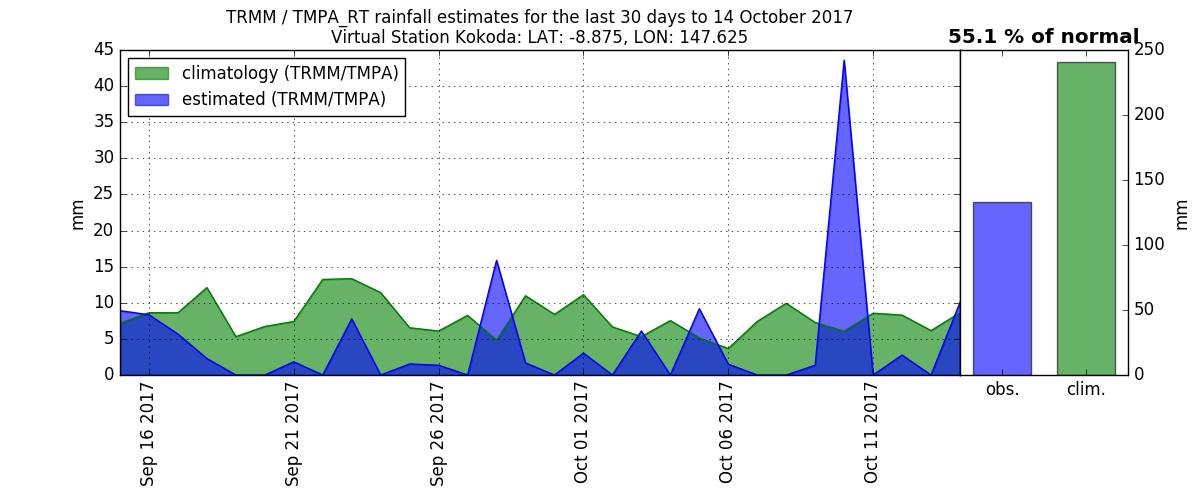 TRMM / TMPA_RT rainfall estimates for the last 30 days to 14 October 2017
Virtual Station Kokoda: LAT: -8.875, LON: 147.625
55.1 % of normal
climatology (TRMM/TMPA)
estimated (TRMM/TMPA)
45
40
35
30
25
20
15
10
5
0
mm
Sep 16 2017
Sep 21 2017
Sep 26 2017
Oct 01 2017
Oct 06 2017
Oct 11 2017
obs.
clim.
250
200
150
100
50
0
mm